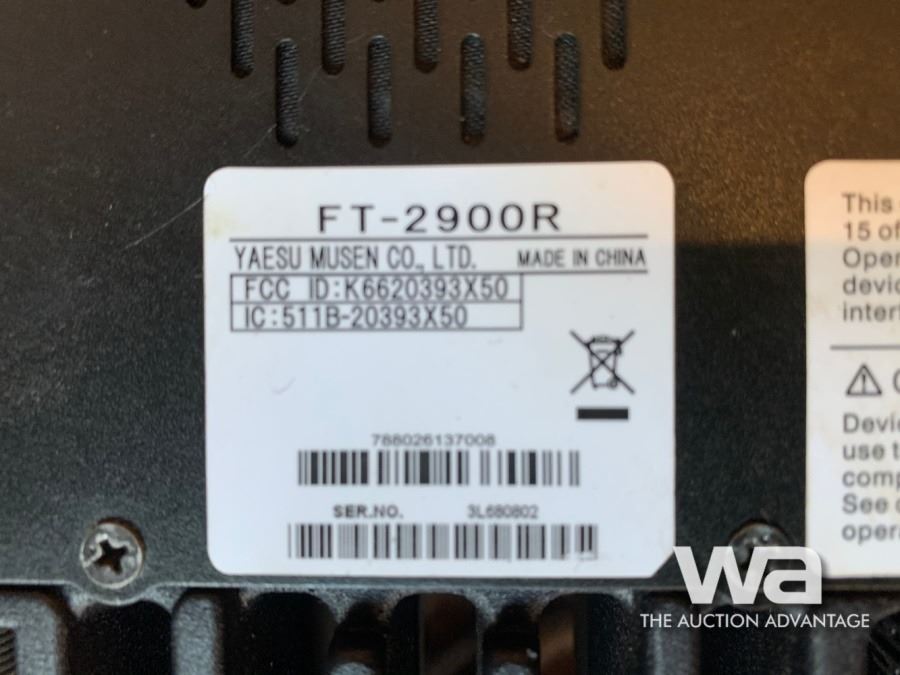 FT-2900R
YAESU MUSEN CO., LTD. MADE IN CHINA
FCC ID:K6620393X50
IC:511B-20393X50
788026137008
SER.NO. 3L680802
This
15 of
Oper
devic
interf
⚠ C
Devic
use t
comp
See o
opera
wa
THE AUCTION ADVANTAGE